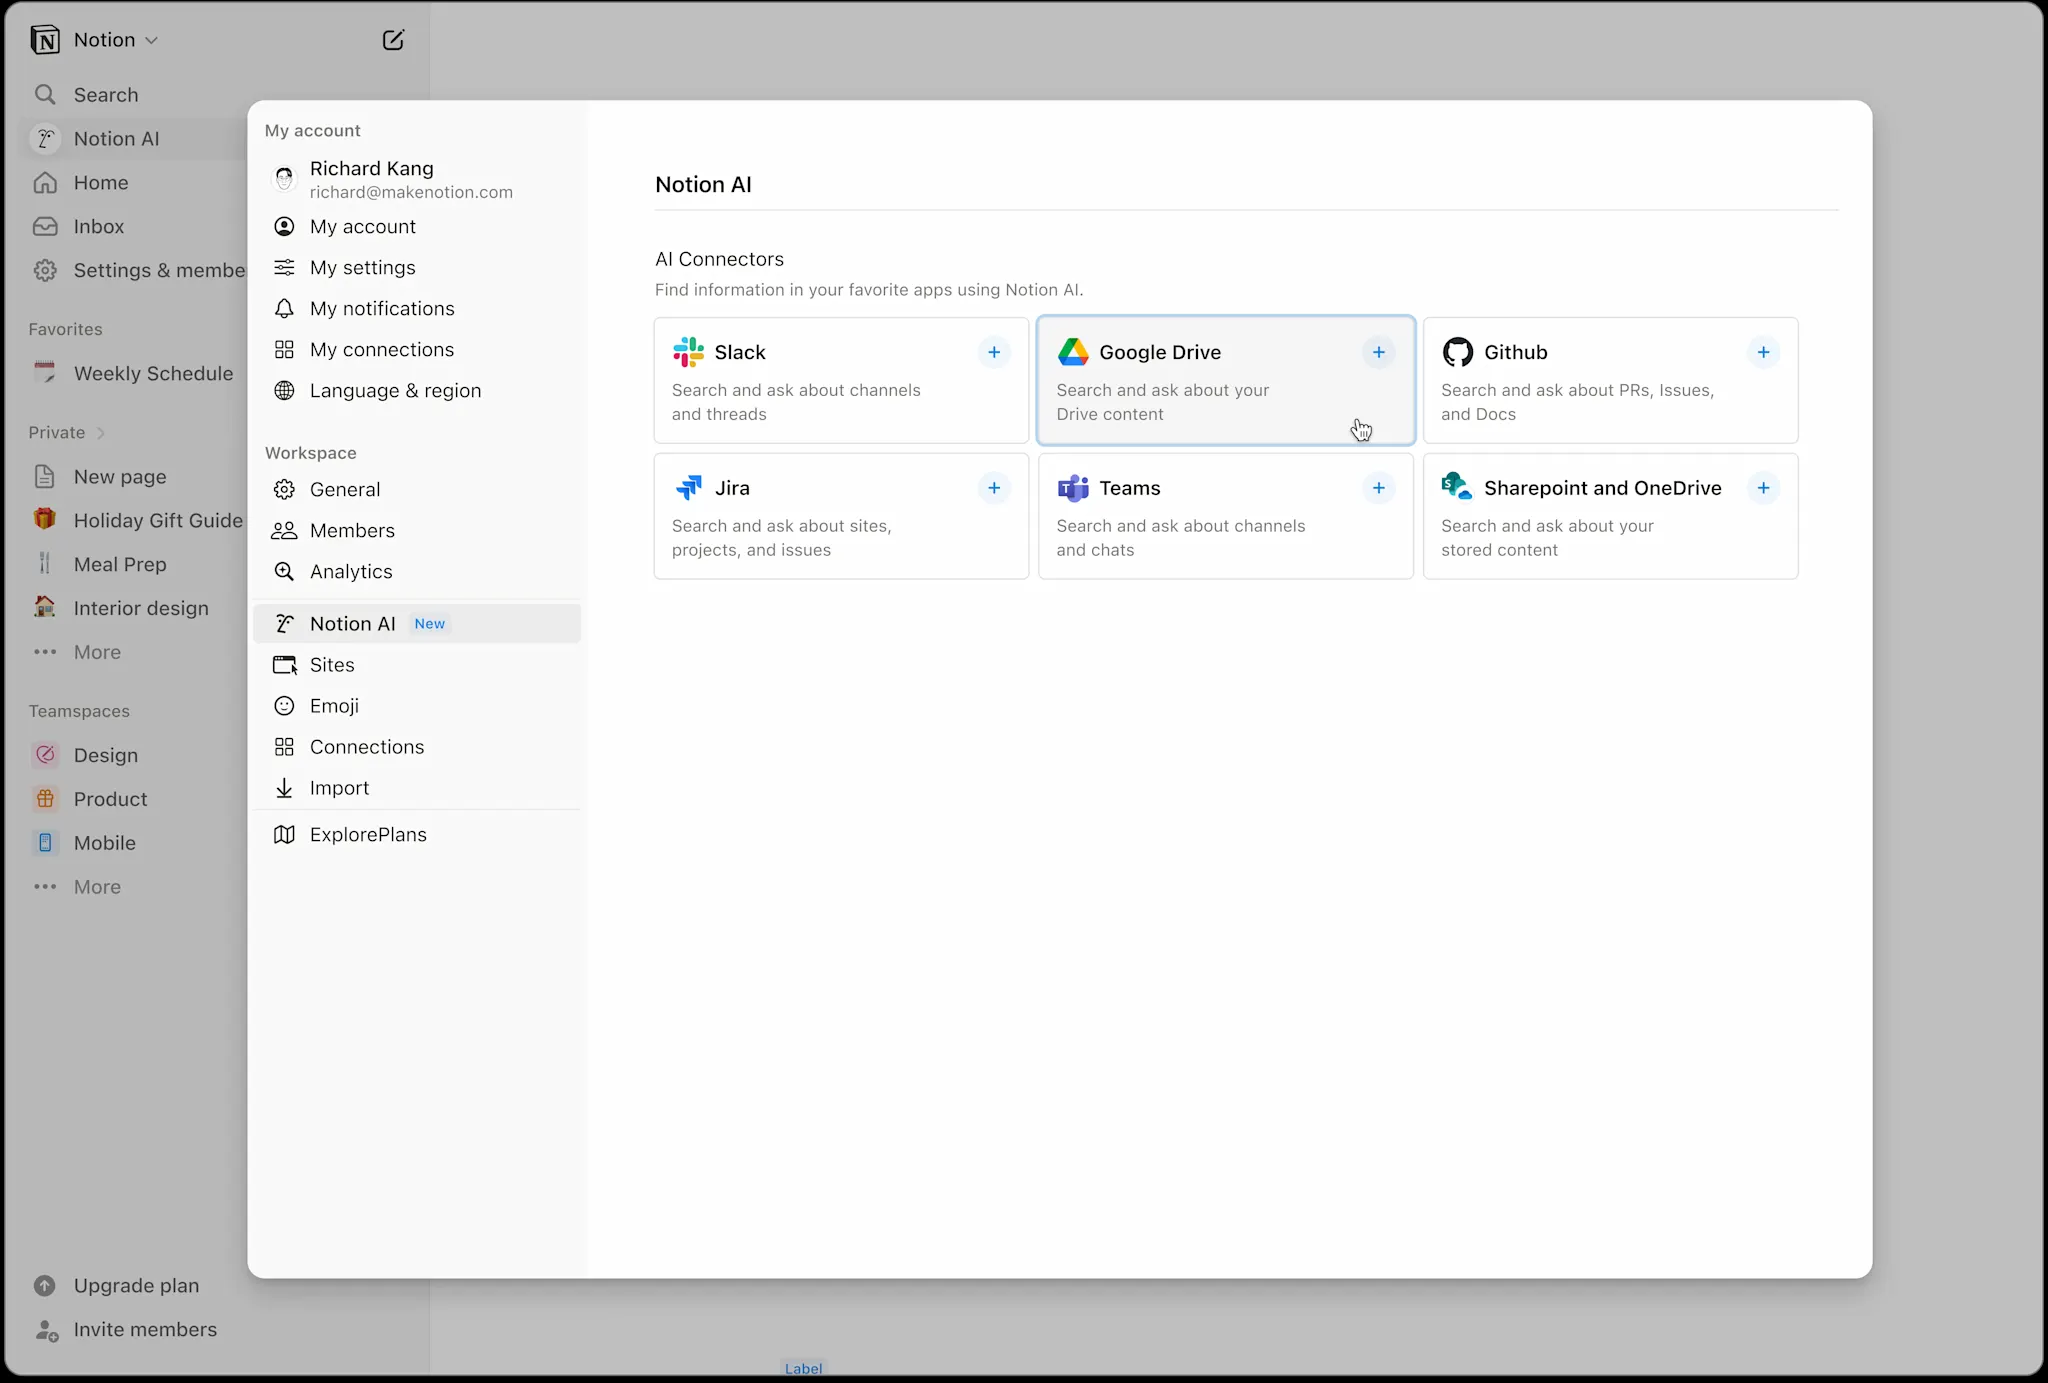 Notion
Search
Notion AI
Home
Inbox
Settings & membe
Favorites
Weekly Schedule
Private
New page
Holiday Gift Guide
Meal Prep
Interior design
More
Teamspaces
Design
Product
Mobile
More
Upgrade plan
Invite members
My account
Richard Kang
richard@makenotion.com
My account
My settings
My notifications
My connections
Language & region
Workspace
General
Members
Analytics
Notion AI New
Sites
Emoji
Connections
Import
ExplorePlans
Notion AI
AI Connectors
Find information in your favorite apps using Notion AI.
Slack
Search and ask about channels
and threads
Google Drive
Search and ask about your
Drive content
Github
Search and ask about PRs, Issues,
and Docs
Jira
Search and ask about sites,
projects, and issues
Teams
Search and ask about channels
and chats
Sharepoint and OneDrive
Search and ask about your
stored content
Label